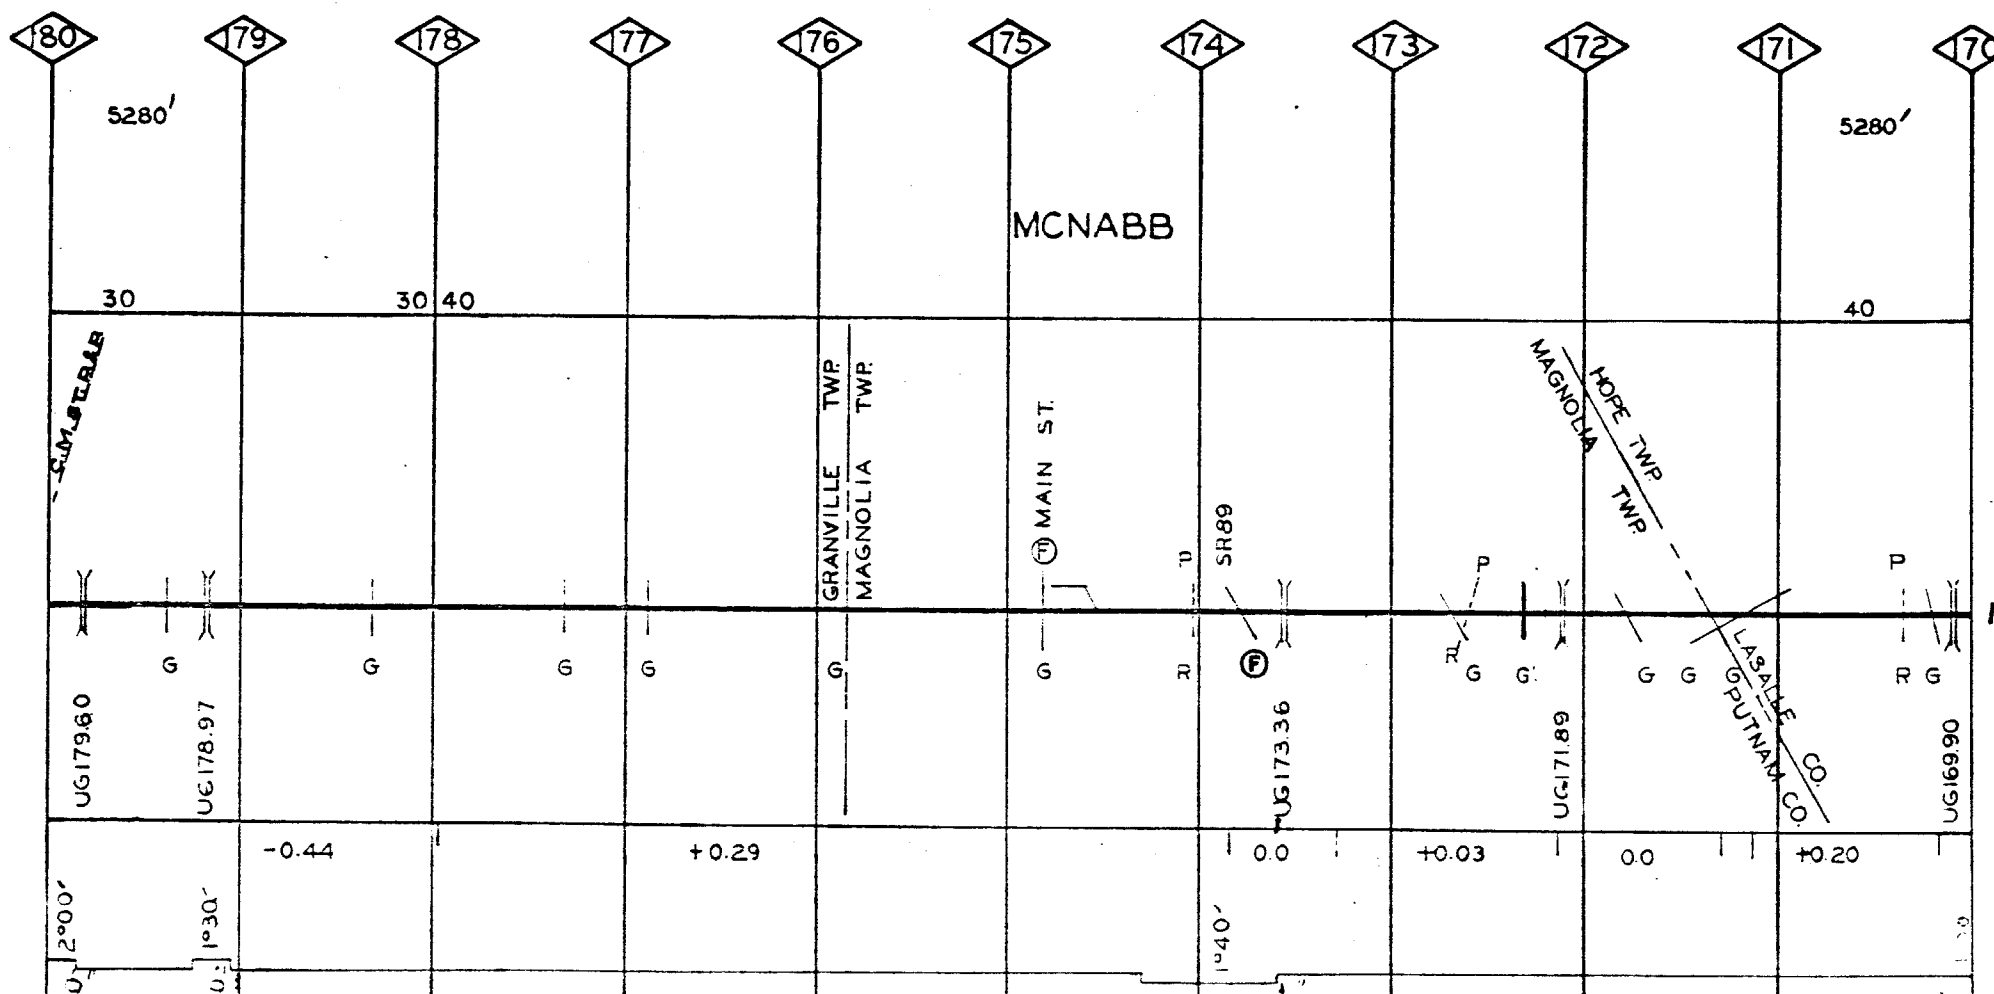 180 179 178 177 176 175 174 173 172 171 170
5280' 5280'
MCNABB
30 30 40 40
C.M.ST.P.&P.
GRANVILLE TWP.
MAGNOLIA TWP.
F MAIN ST.
P
SR89
P
HOPE TWP.
MAGNOLIA TWP.
P
G G G G G G R F R G G G G G R G
LASALLE CO.
PUTNAM CO.
UG179.60
UG178.97
UG173.36
UG171.89
UG169.90
-0.44 +0.29 0.0 +0.03 0.0 +0.20
2°00'
1°30'
1°40'